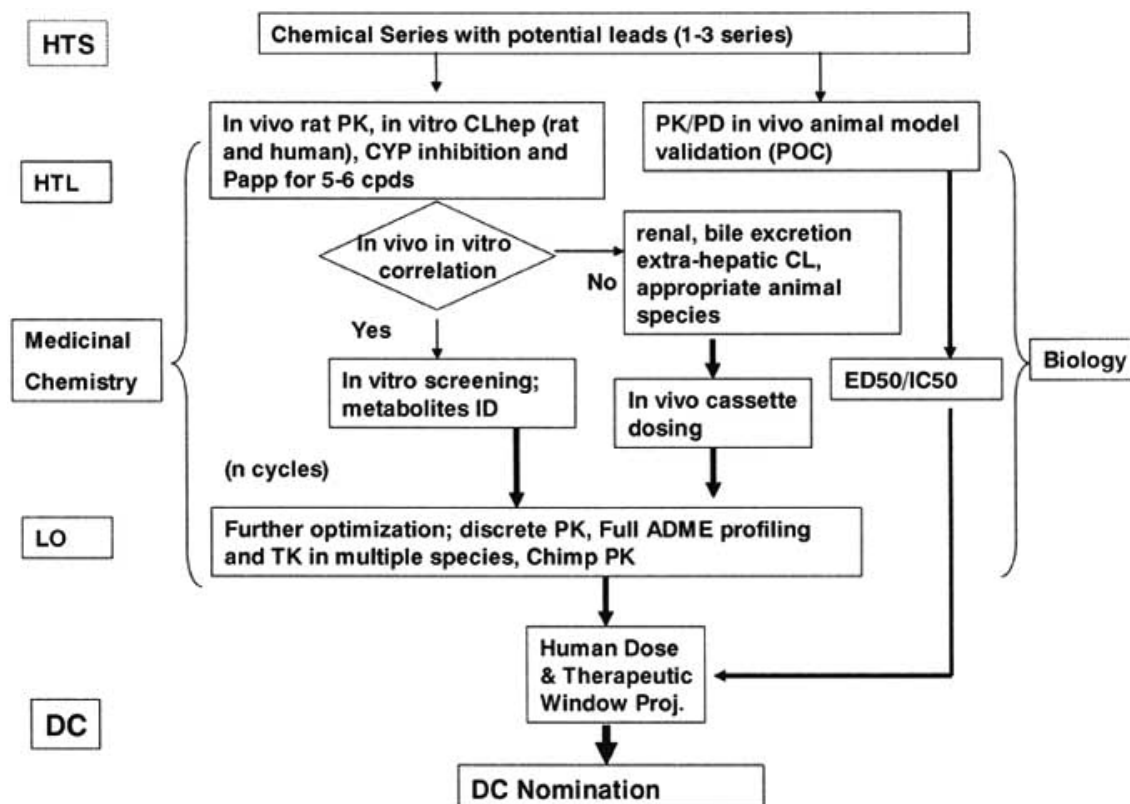 HTS
Chemical Series with potential leads (1-3 series)
In vivo rat PK, in vitro CLhep (rat
and human), CYP inhibition and
Papp for 5-6 cpds
PK/PD in vivo animal model
validation (POC)
HTL
In vivo in vitro
correlation
No
renal, bile excretion
extra-hepatic CL,
appropriate animal
species
Yes
Medicinal
Chemistry
Biology
In vitro screening;
metabolites ID
In vivo cassette
dosing
ED50/IC50
(n cycles)
LO
Further optimization; discrete PK, Full ADME profiling
and TK in multiple species, Chimp PK
Human Dose
& Therapeutic
Window Proj.
DC
DC Nomination